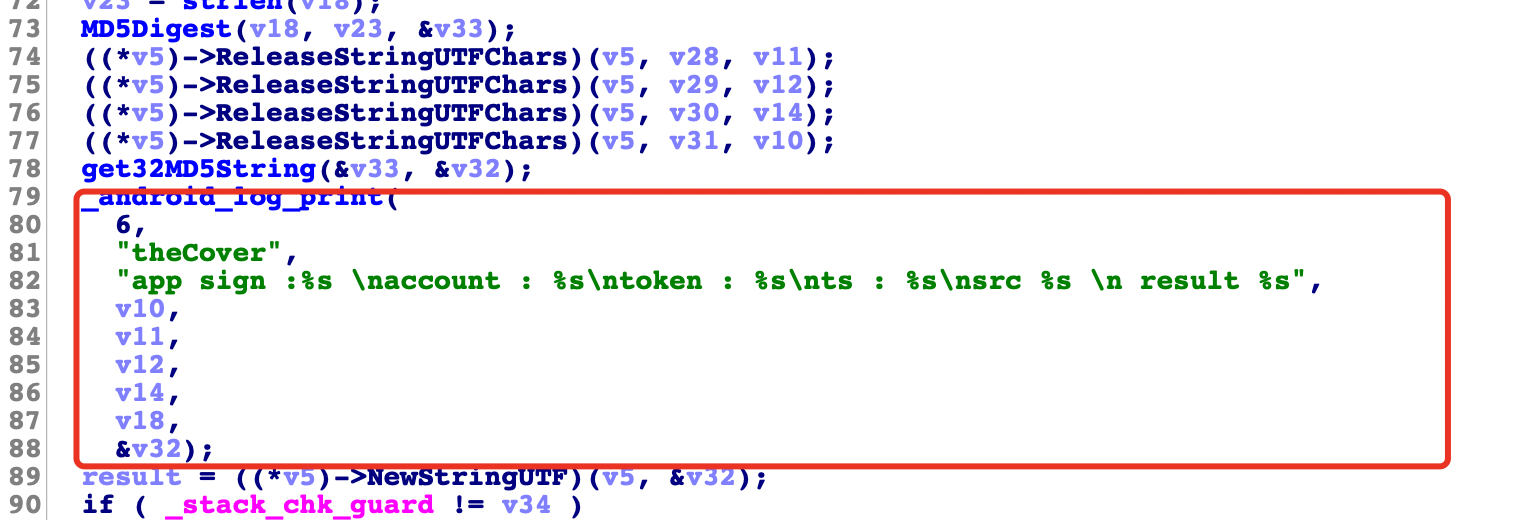 72 v23 = strlen(v18);
73 MD5Digest(v18, v23, &v33);
74 ((*v5)->ReleaseStringUTFChars)(v5, v28, v11);
75 ((*v5)->ReleaseStringUTFChars)(v5, v29, v12);
76 ((*v5)->ReleaseStringUTFChars)(v5, v30, v14);
77 ((*v5)->ReleaseStringUTFChars)(v5, v31, v10);
78 get32MD5String(&v33, &v32);
79 _android_log_print(
80 6,
81 "theCover",
82 "app sign :%s \naccount : %s\ntoken : %s\nts : %s\nsrc %s \n result %s",
83 v10,
84 v11,
85 v12,
86 v14,
87 v18,
88 &v32);
89 result = ((*v5)->NewStringUTF)(v5, &v32);
90 if ( _stack_chk_guard != v34 )